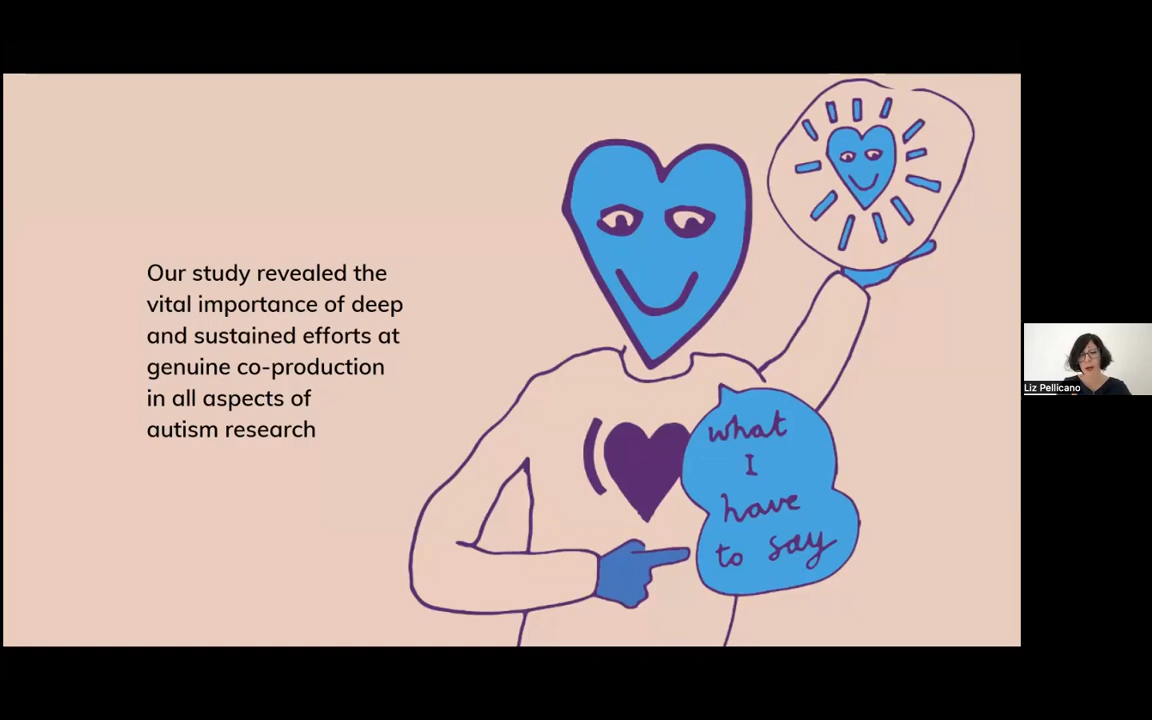 Our study revealed the
vital importance of deep
and sustained efforts at
genuine co-production
in all aspects of
autism research
what
I
have
to say
Liz Pellicano